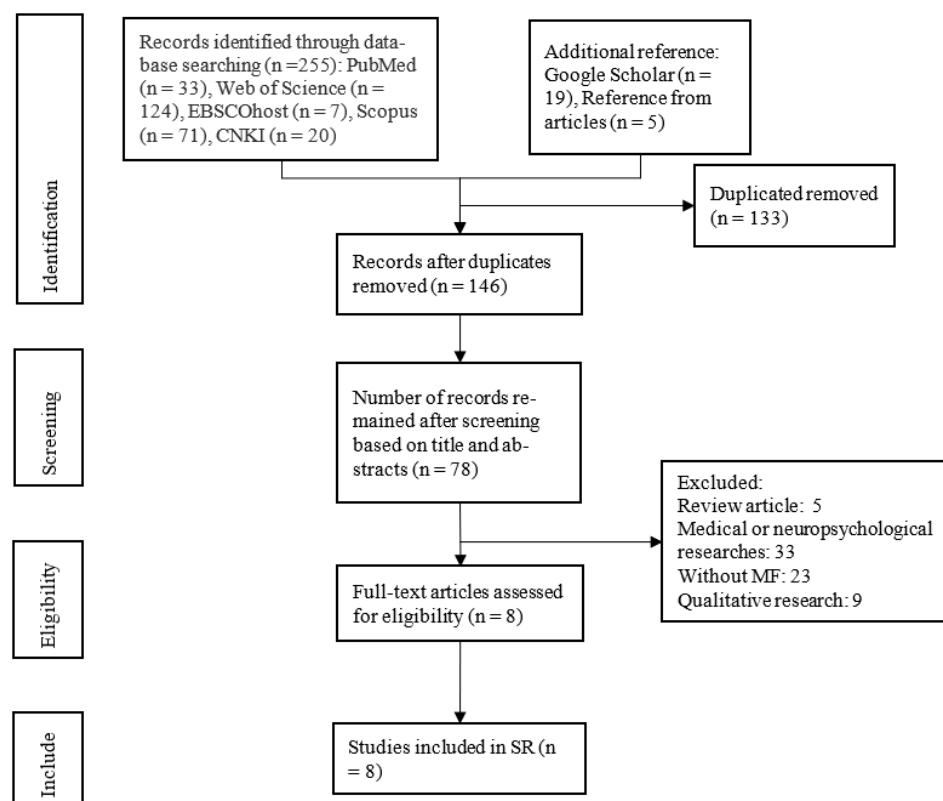 Records identified through data-
base searching (n =255): PubMed
(n = 33), Web of Science (n =
124), EBSCOhost (n = 7), Scopus
(n = 71), CNKI (n = 20)
Additional reference:
Google Scholar (n =
19), Reference from
articles (n = 5)
Identification
Duplicated removed
(n = 133)
Records after duplicates
removed (n = 146)
Screening
Number of records re-
mained after screening
based on title and ab-
stracts (n = 78)
Excluded:
Review article: 5
Medical or neuropsychological
researches: 33
Without MF: 23
Qualitative research: 9
Eligibility
Full-text articles assessed
for eligibility (n = 8)
Include
Studies included in SR (n
= 8)